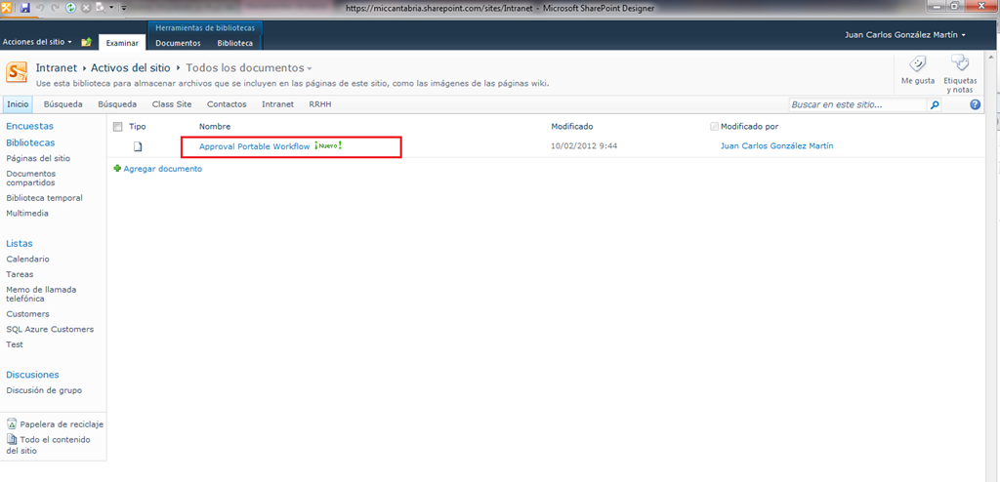 https://miccantabria.sharepoint.com/sites/Intranet - Microsoft SharePoint Designer
Herramientas de bibliotecas
Acciones del sitio
Examinar
Documentos
Biblioteca
Juan Carlos González Martín
Intranet
Activos del sitio
Todos los documentos
Use esta biblioteca para almacenar archivos que se incluyen en las páginas de este sitio, como las imágenes de las páginas wiki.
Me gusta
Etiquetas
y notas
Inicio
Búsqueda
Búsqueda
Class Site
Contactos
Intranet
RRHH
Buscar en este sitio...
Encuestas
Bibliotecas
Páginas del sitio
Documentos
compartidos
Biblioteca temporal
Multimedia
Listas
Calendario
Tareas
Memo de llamada
telefónica
Customers
SQL Azure Customers
Test
Discusiones
Discusión de grupo
Papelera de reciclaje
Todo el contenido
del sitio
Tipo
Nombre
Modificado
Modificado por
Approval Portable Workflow
¡Nuevo!
10/02/2012 9:44
Juan Carlos González Martín
Agregar documento